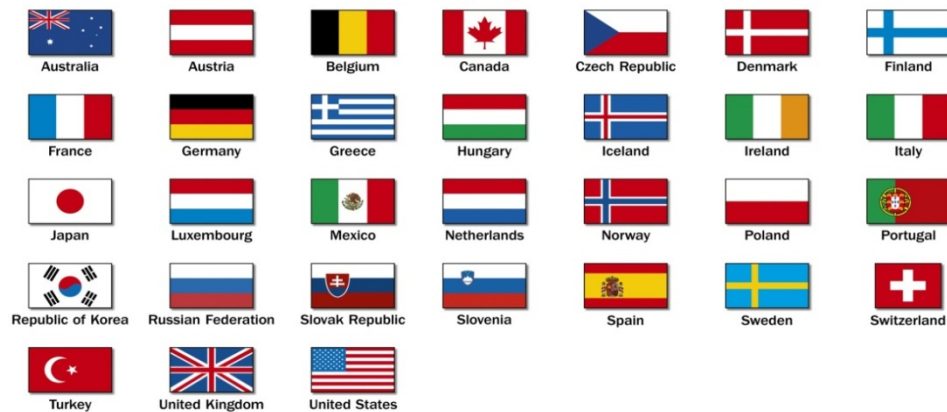 Australia Austria Belgium Canada Czech Republic Denmark Finland
France Germany Greece Hungary Iceland Ireland Italy
Japan Luxembourg Mexico Netherlands Norway Poland Portugal
Republic of Korea Russian Federation Slovak Republic Slovenia Spain Sweden Switzerland
Turkey United Kingdom United States